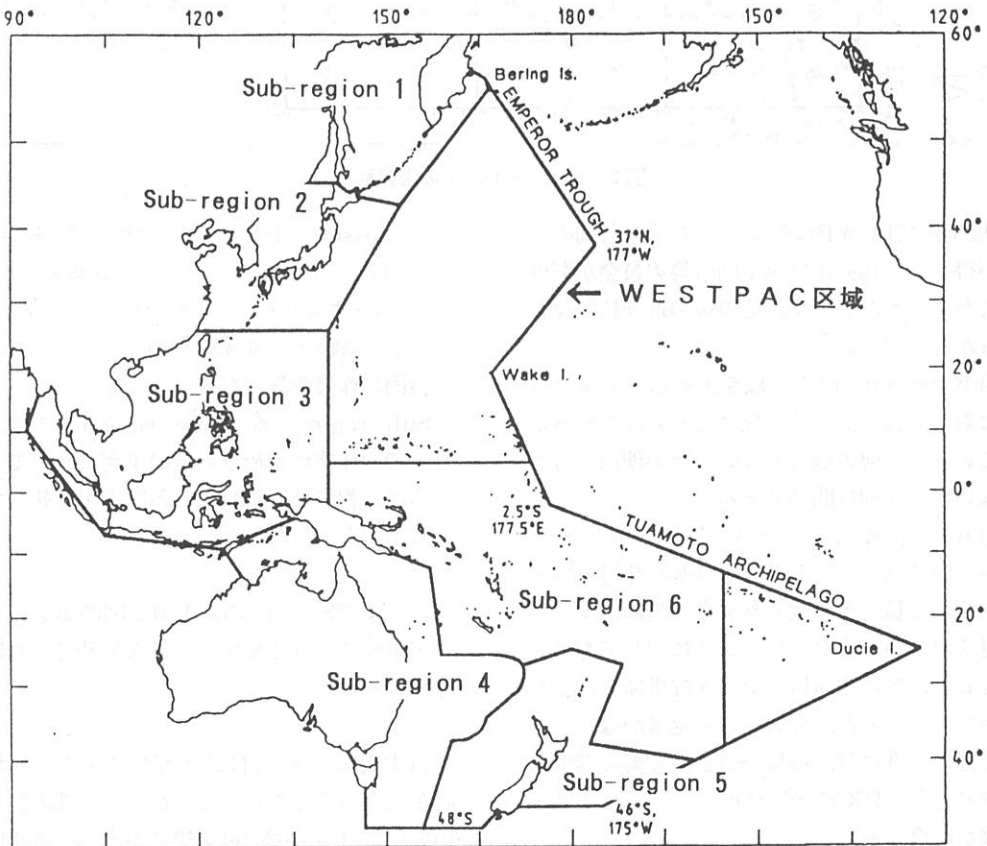 90° 120° 150° 180° 150° 120°
60°
Bering Is.
Sub-region 1
EMPEROR TROUGH
Sub-region 2
40°
37°N,
177°W
← WESTPAC区域
20°
Wake I.
Sub-region 3
0°
2.5°S
177.5°E
TUAMOTO ARCHIPELAGO
Sub-region 6
20°
Ducie I.
Sub-region 4
40°
Sub-region 5
48°S
46°S,
175°W